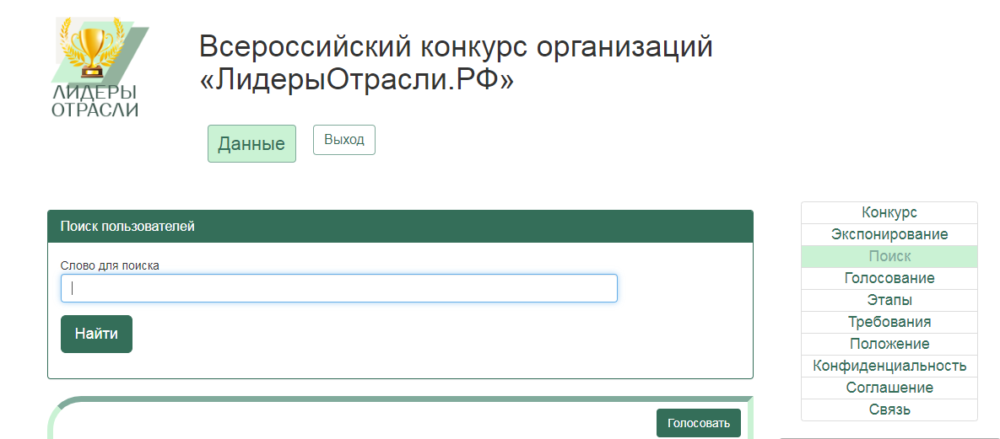 ЛИДЕРЫ
ОТРАСЛИ
Всероссийский конкурс организаций
«ЛидерыОтрасли.РФ»
Данные
Выход
Поиск пользователей
Слово для поиска
Найти
Голосовать
Конкурс
Экспонирование
Поиск
Голосование
Этапы
Требования
Положение
Конфиденциальность
Соглашение
Связь